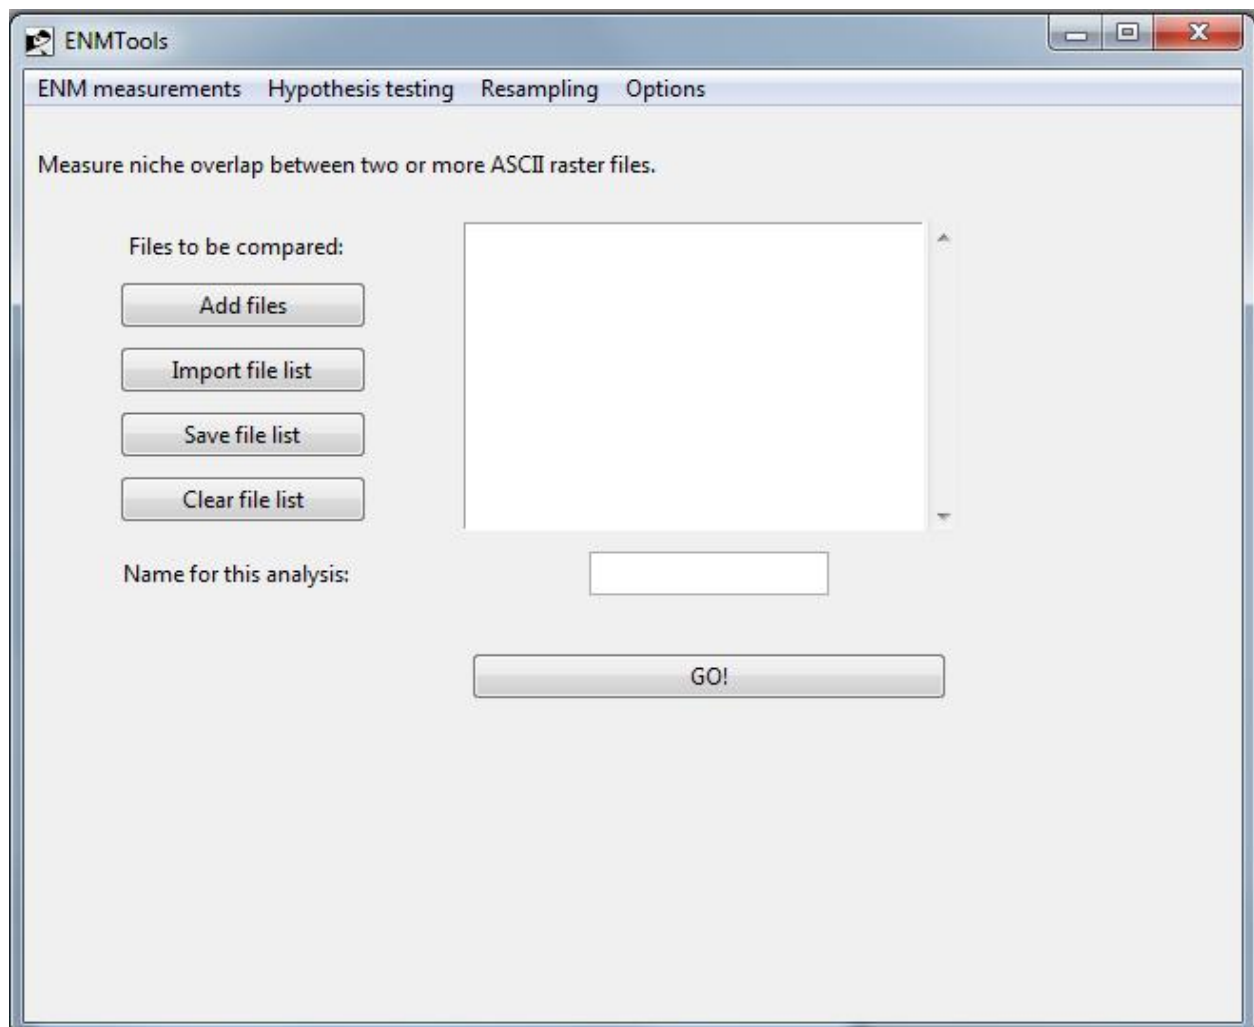 ENMTools
ENM measurements Hypothesis testing Resampling Options
Measure niche overlap between two or more ASCII raster files.
Files to be compared:
Add files
Import file list
Save file list
Clear file list
Name for this analysis:
GO!